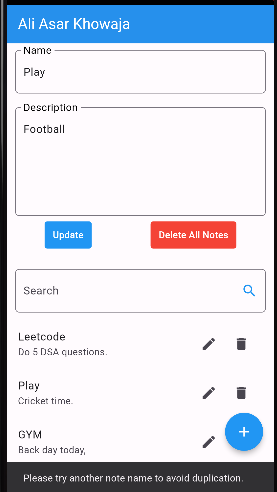 Ali Asar Khowaja
Name
Play
Description
Football
Update
Delete All Notes
Search
Leetcode
Do 5 DSA questions.
Play
Cricket time.
GYM
Back day today,
Please try another note name to avoid duplication.